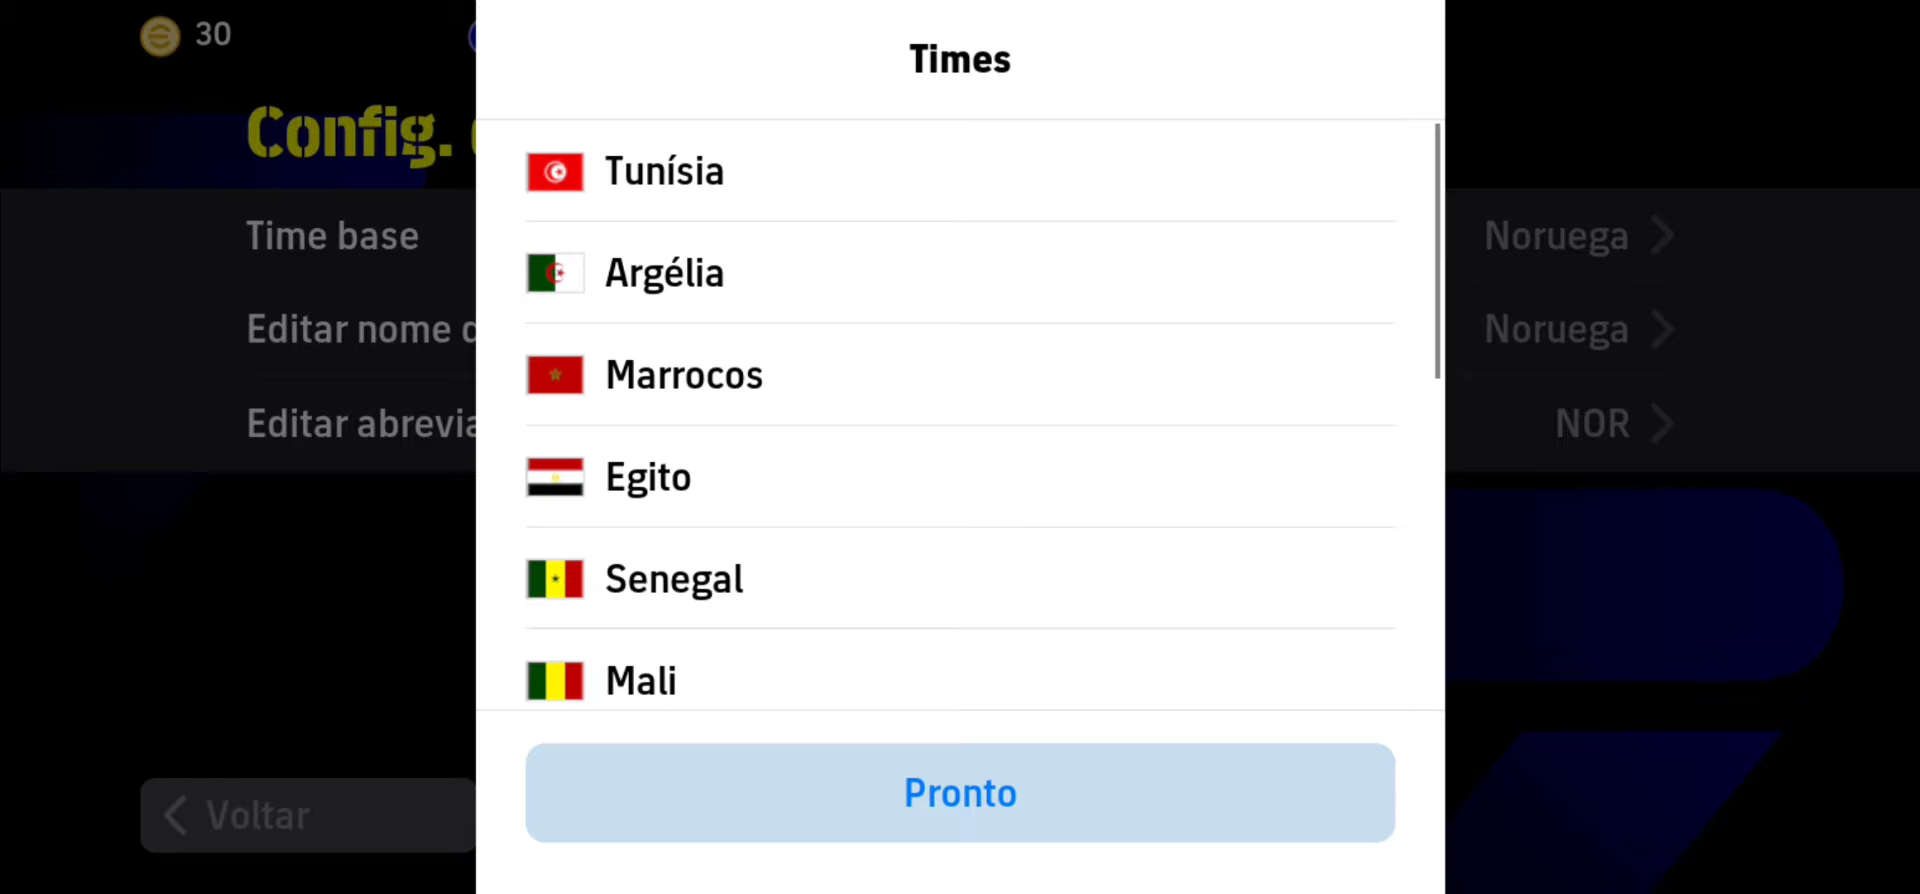 30
Times
Config.
Tunísia
Time base
Noruega
Argélia
Editar nome
Noruega
Marrocos
Editar abrevia
NOR
Egito
Senegal
Mali
Pronto
Voltar